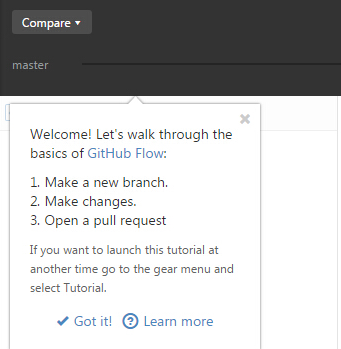 Compare
master
Welcome! Let's walk through the
basics of GitHub Flow:
1. Make a new branch.
2. Make changes.
3. Open a pull request
If you want to launch this tutorial at
another time go to the gear menu and
select Tutorial.
Got it! Learn more